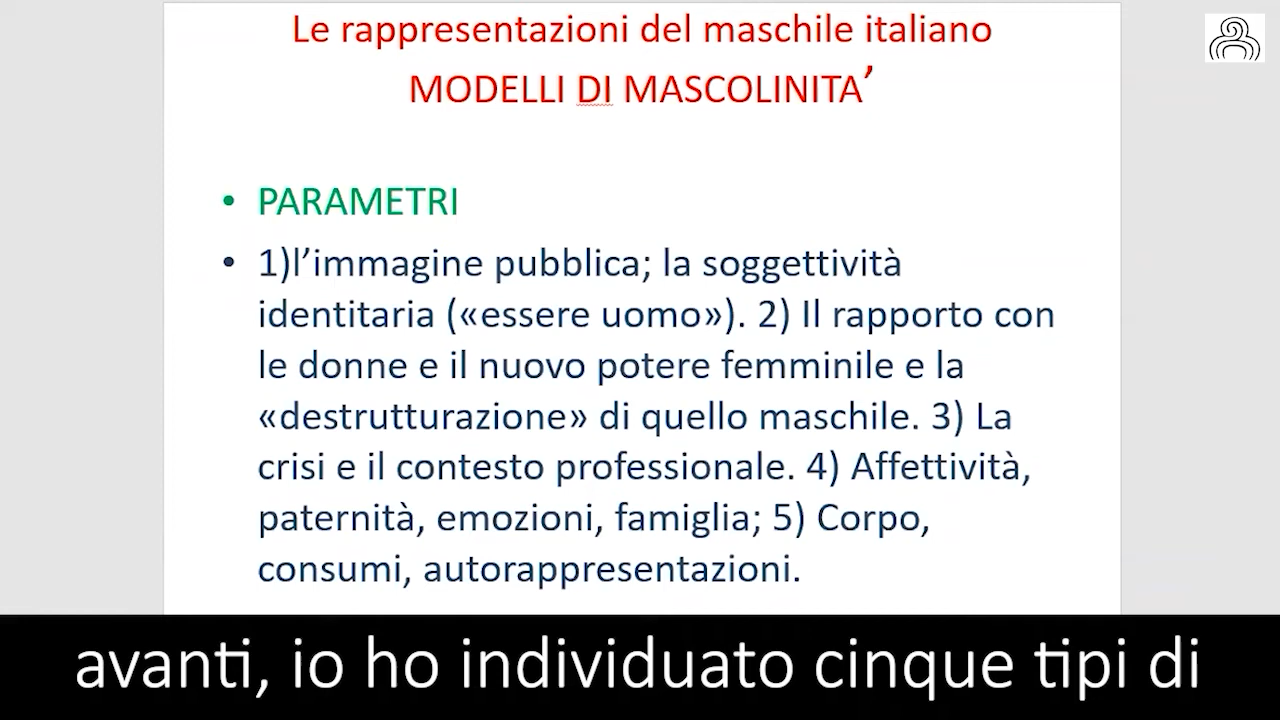 Le rappresentazioni del maschile italiano
MODELLI DI MASCOLINITA’
• PARAMETRI
• 1)l’immagine pubblica; la soggettività
identitaria («essere uomo»). 2) Il rapporto con
le donne e il nuovo potere femminile e la
«destrutturazione» di quello maschile. 3) La
crisi e il contesto professionale. 4) Affettività,
paternità, emozioni, famiglia; 5) Corpo,
consumi, autorappresentazioni.
avanti, io ho individuato cinque tipi di